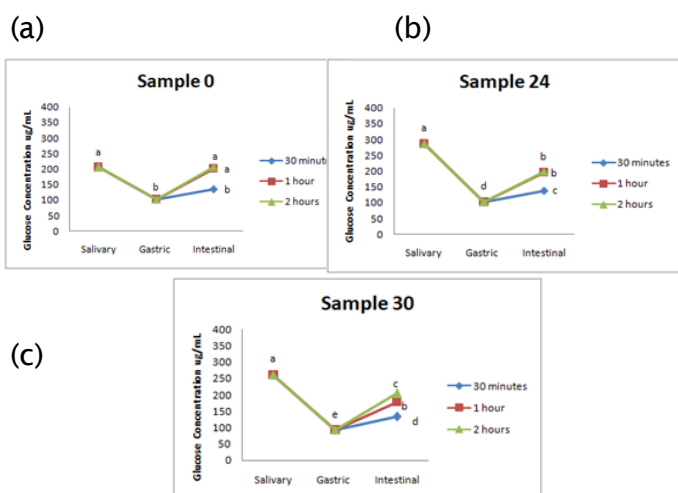 (a)
Sample 0
Glucose Concentration ug/mL
400
350
300
250
200
150
100
50
0
a
b
a
a
b
Salivary Gastric Intestinal
30 minutes
1 hour
2 hours
(b)
Sample 24
Glucose Concentration ug/mL
400
350
300
250
200
150
100
50
0
a
d
b
b
c
Salivary Gastric Intestinal
30 minutes
1 hour
2 hours
(c)
Sample 30
Glucose Concentration ug/mL
400
350
300
250
200
150
100
50
0
a
e
c
b
d
Salivary Gastric Intestinal
30 minutes
1 hour
2 hours